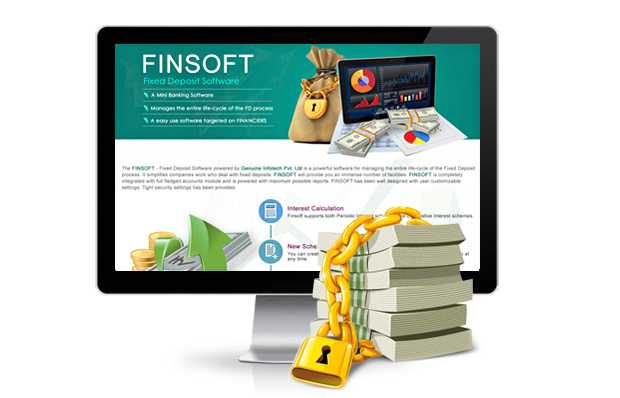 FINSOFT
Fixed Deposit Software
A Mini Banking Software
Manages the entire life-cycle of the FD process
A easy use software targeted on FINANCIERS
The FINSOFT - Fixed Deposit Software powered by Genuine Infotech Pvt. Ltd is a powerful software for managing the entire life-cycle of the Fixed Deposit
process. It simplifies companies work who deal with fixed deposits. FINSOFT will provide you an immense number of facilities. FINSOFT is completely
integrated with full fledged accounts module and is powered with maximum possible reports. FINSOFT has been well designed with user customizable
settings. Tight security settings has been provided.
Interest Calculation
Finsoft supports both Periodic Interest ative Interest schemes.
New Sche
You can creat s at
any time.